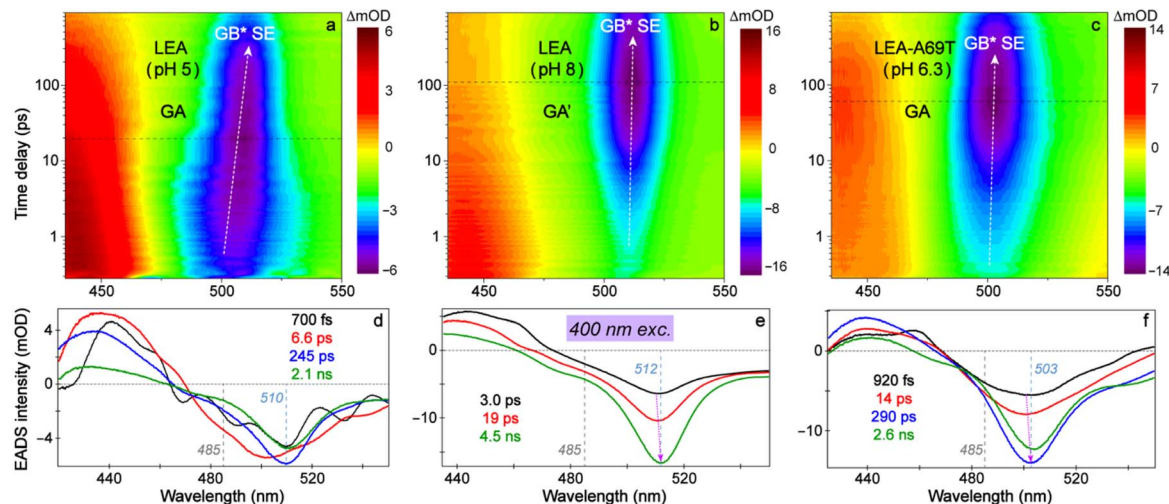 a
ΔmOD
GB* SE
LEA
(pH 5)
GA
Time delay (ps)
100
10
1
450
500
550
6
3
0
−3
−6
b
ΔmOD
GB* SE
LEA
(pH 8)
GA'
450
500
550
16
8
0
−8
−16
c
ΔmOD
GB* SE
LEA-A69T
(pH 6.3)
GA
450
500
550
14
7
0
−7
−14
d
700 fs
6.6 ps
245 ps
2.1 ns
510
485
EADS intensity (mOD)
4
0
−4
440
480
520
Wavelength (nm)
e
400 nm exc.
512
3.0 ps
19 ps
4.5 ns
485
0
−10
440
480
520
Wavelength (nm)
f
503
920 fs
14 ps
290 ps
2.6 ns
485
0
−10
440
480
520
Wavelength (nm)